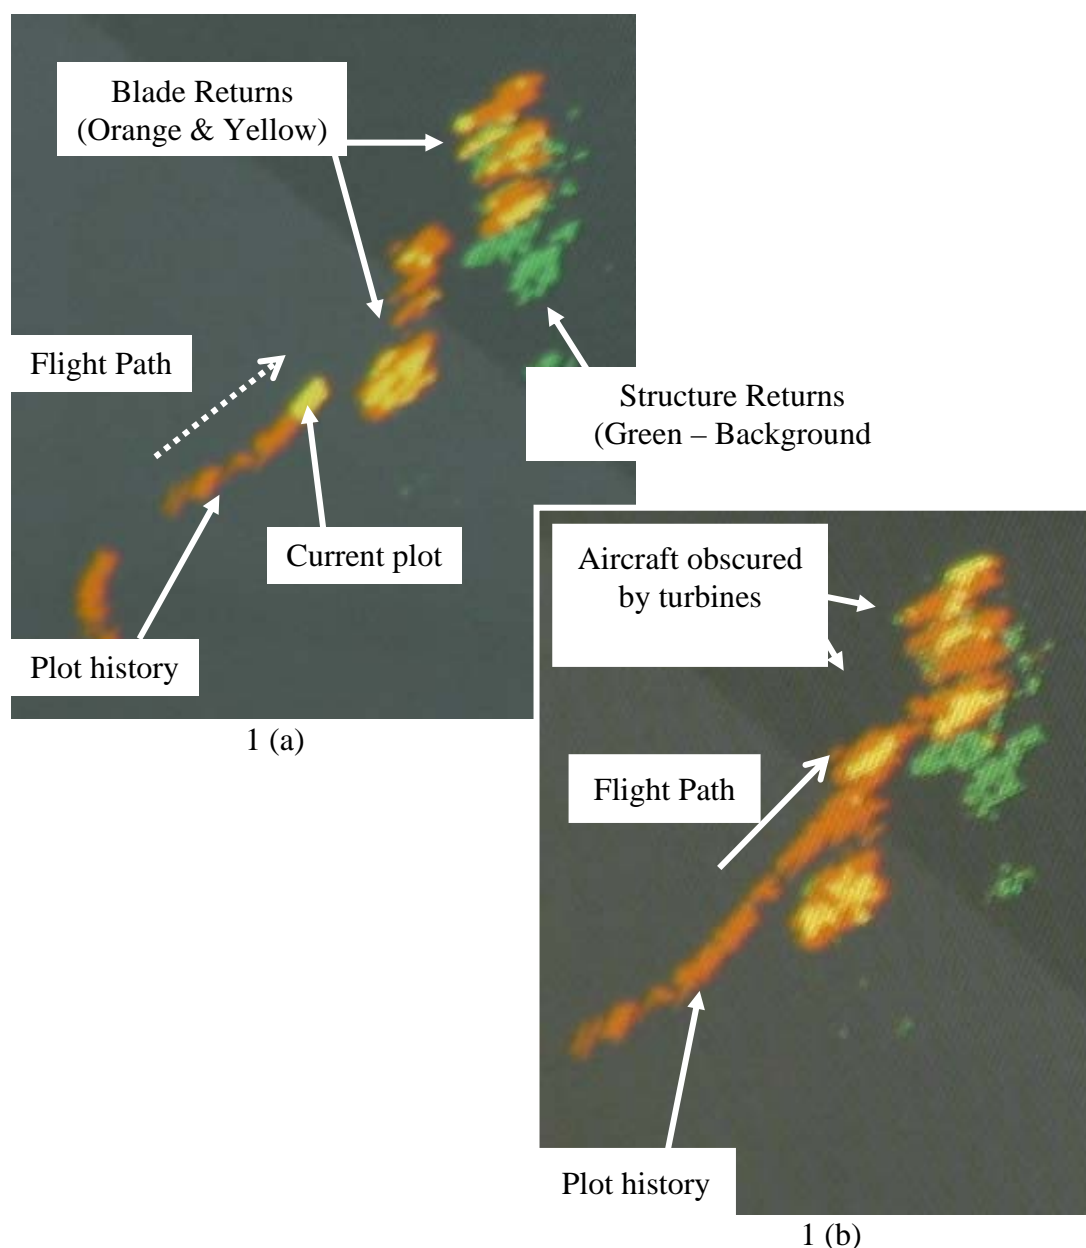 Blade Returns
(Orange & Yellow)
Flight Path
Structure Returns
(Green – Background
Current plot
Plot history
1 (a)
Aircraft obscured
by turbines
Flight Path
Plot history
1 (b)